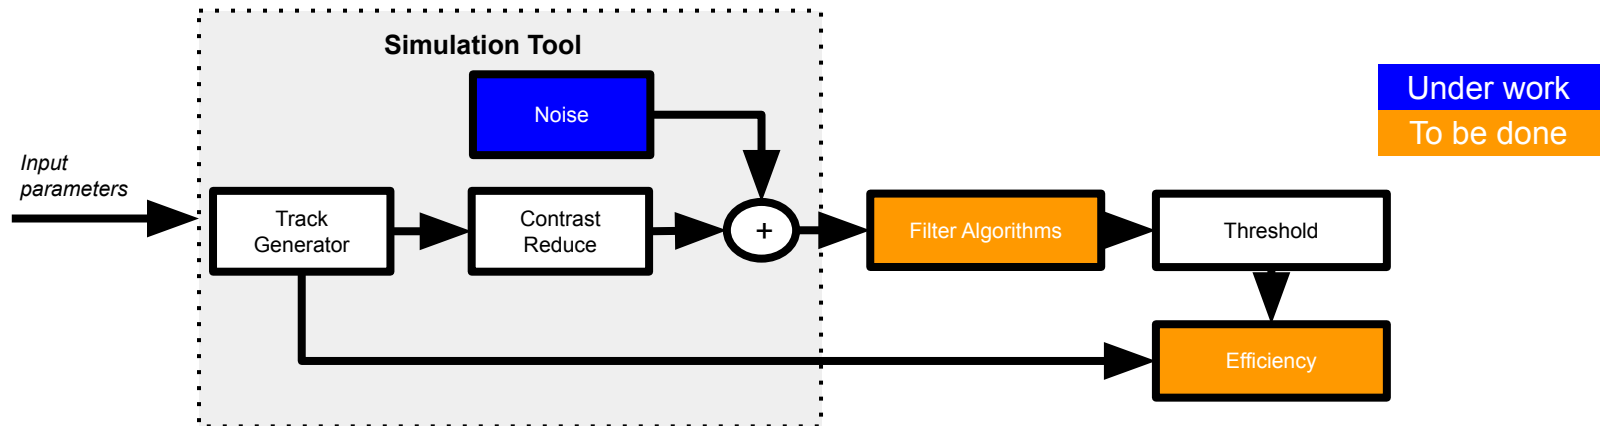 Simulation Tool
Under work
To be done
Noise
Input
parameters
Track
Generator
Contrast
Reduce
+
Filter Algorithms
Threshold
Efficiency